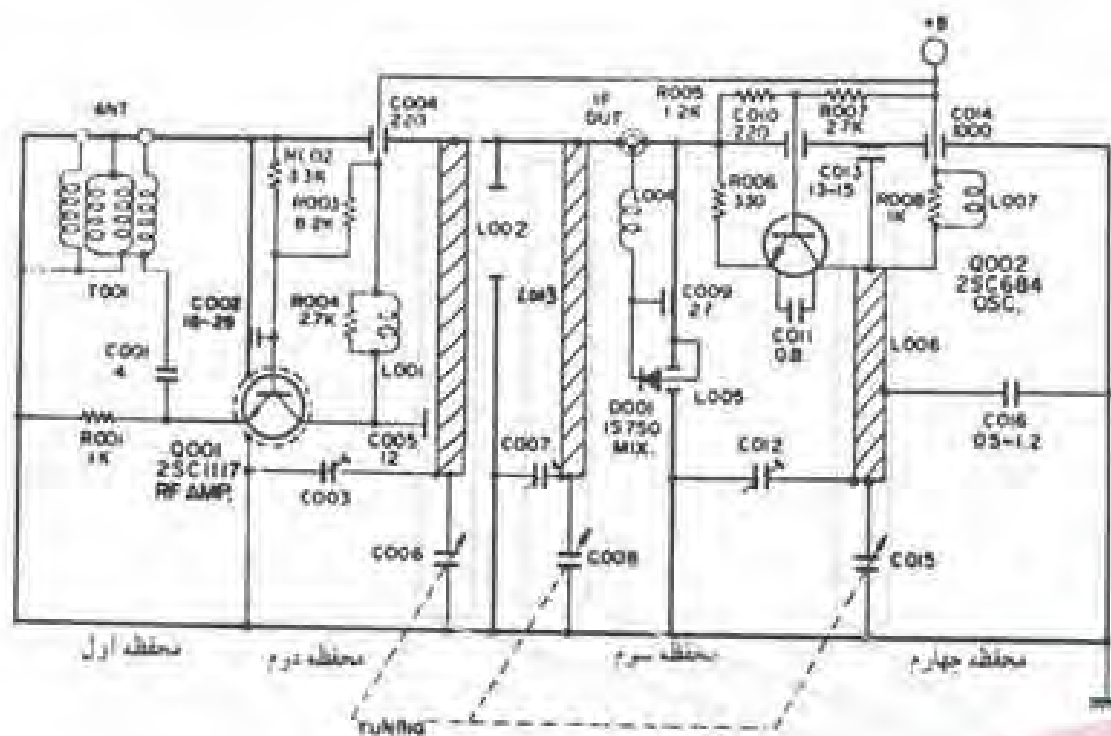 +B
ANT
C004
220
IF
OUT
R005
1.2K
C010
220
R007
2.7K
C014
1000
3.3K
R003
8.2K
L002
R006
330
C013
13-15
R008
1K
L007
T001
C002
R004
2.7K
L003
C009
27
Q002
2SC684
OSC.
C001
4
L001
C011
0.8
L006
D001
1S750
MIX.
L005
R001
1K
Q001
2SC1117
RF AMP.
C005
12
C007
C012
C016
0.5-1.2
C003
C006
C008
C015
محفظه اول
محفظه دوم
محفظه سوم
محفظه چهارم
TUNING